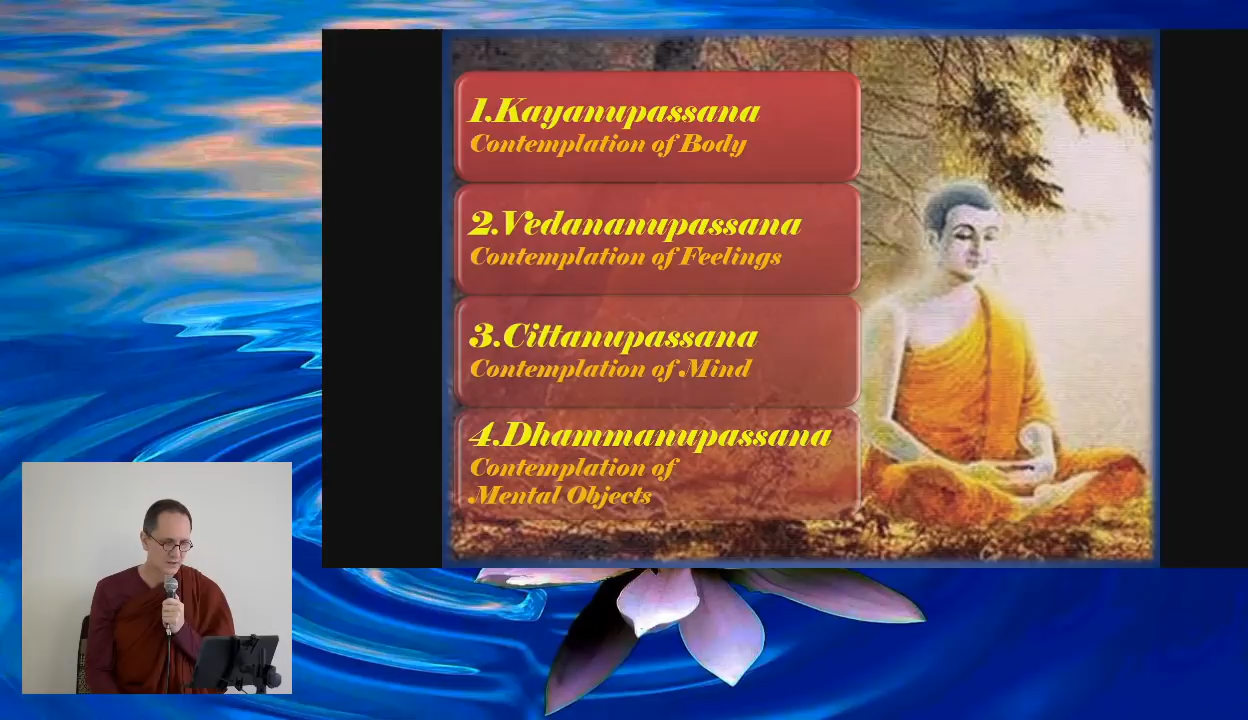 1.Kayanupassana
Contemplation of Body
2.Vedananupassana
Contemplation of Feelings
3.Cittanupassana
Contemplation of Mind
4.Dhammanupassana
Contemplation of
Mental Objects